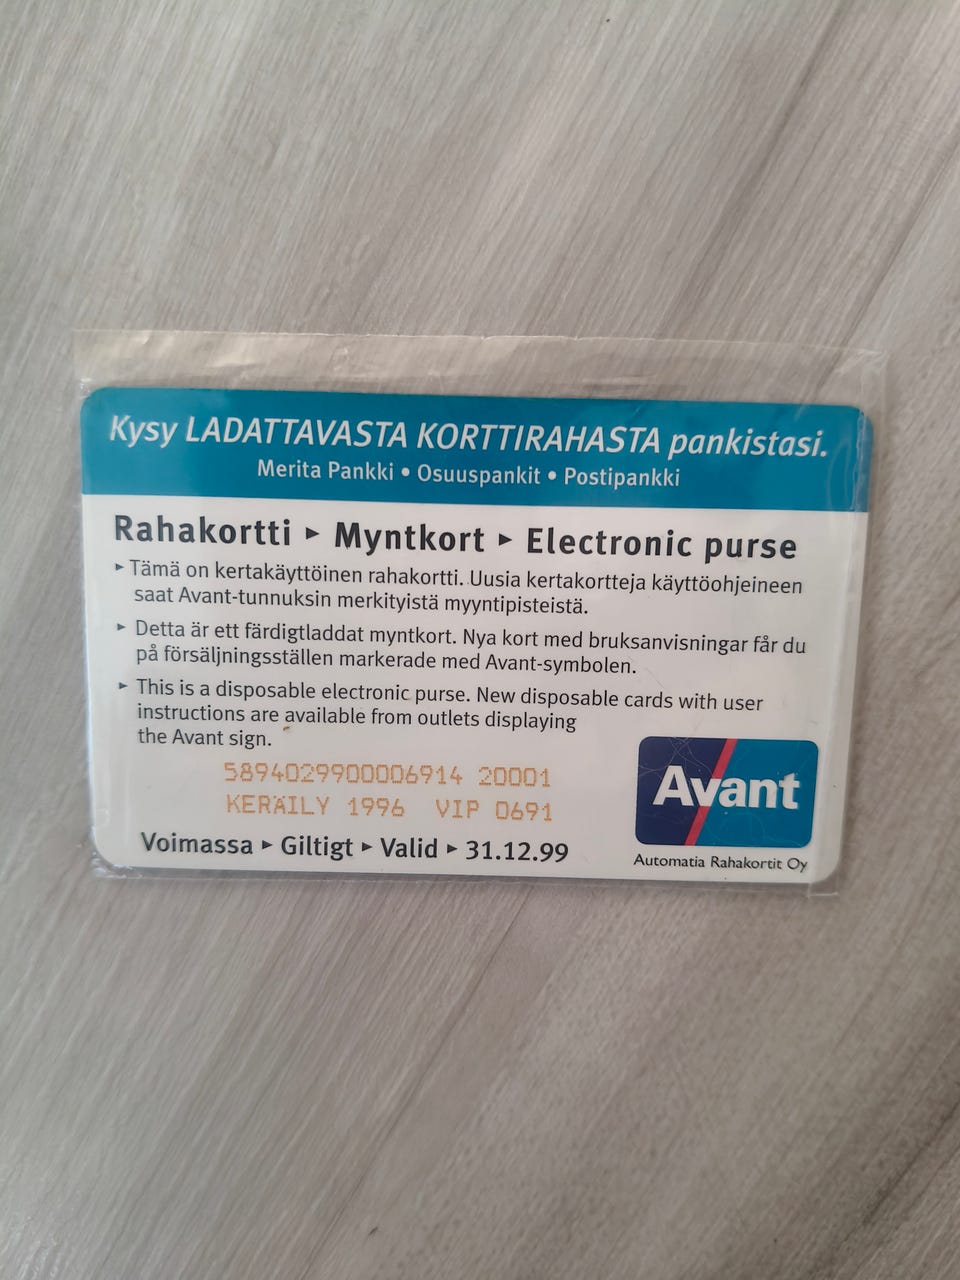 Kysy LADATTAVASTA KORTTIRAHASTA pankistasi.
Merita Pankki • Osuuspankit • Postipankki
Rahakortti ▸ Myntkort ▸ Electronic purse
▸ Tämä on kertakäyttöinen rahakortti. Uusia kertakortteja käyttöohjeineen
saat Avant-tunnuksin merkityistä myyntipisteistä.
▸ Detta är ett färdigtladdat myntkort. Nya kort med bruksanvisningar får du
på försäljningsställen markerade med Avant-symbolen.
▸ This is a disposable electronic purse. New disposable cards with user
instructions are available from outlets displaying
the Avant sign.
5894029900006914 20001
KERÄILY 1996 VIP 0691
Voimassa ▸ Giltigt ▸ Valid ▸ 31.12.99
Avant
Automatia Rahakortit Oy